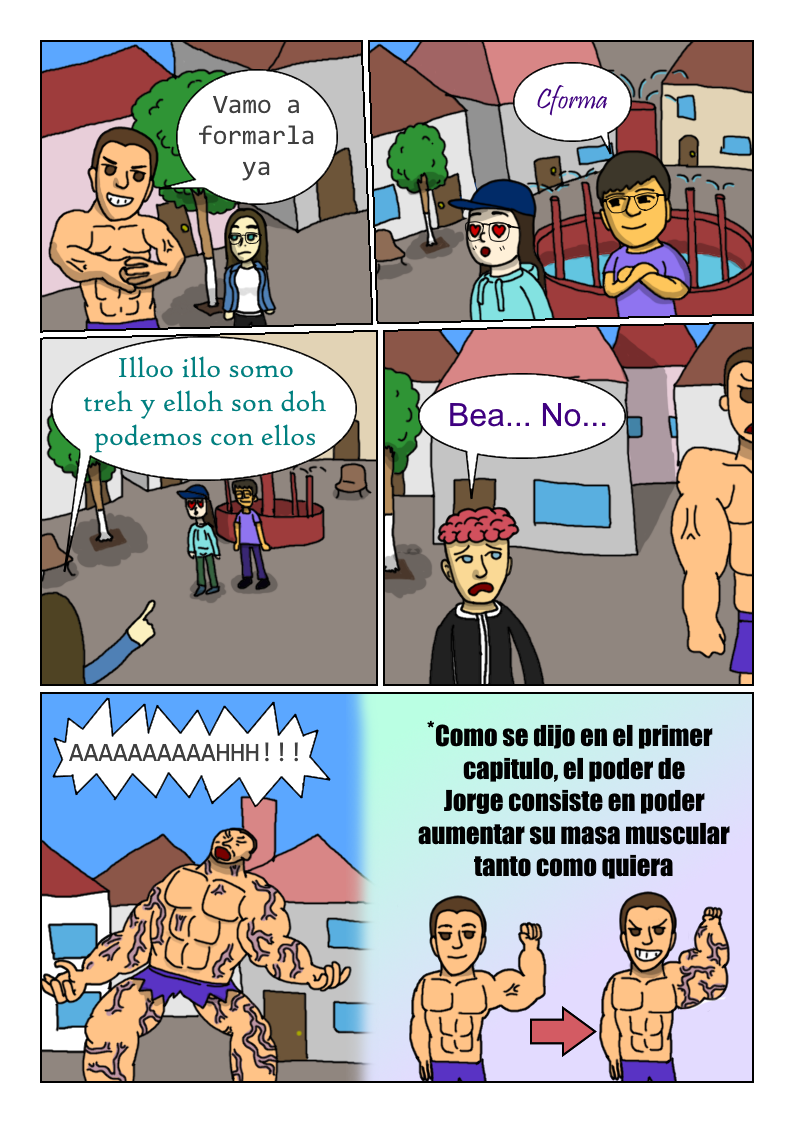 Vamo a
formarla
ya
Cforma
Illoo illo somo
treh y elloh son doh
podemos con ellos
Bea... No...
AAAAAAAAAAHHH!!!
*Como se dijo en el primer
capitulo, el poder de
Jorge consiste en poder
aumentar su masa muscular
tanto como quiera